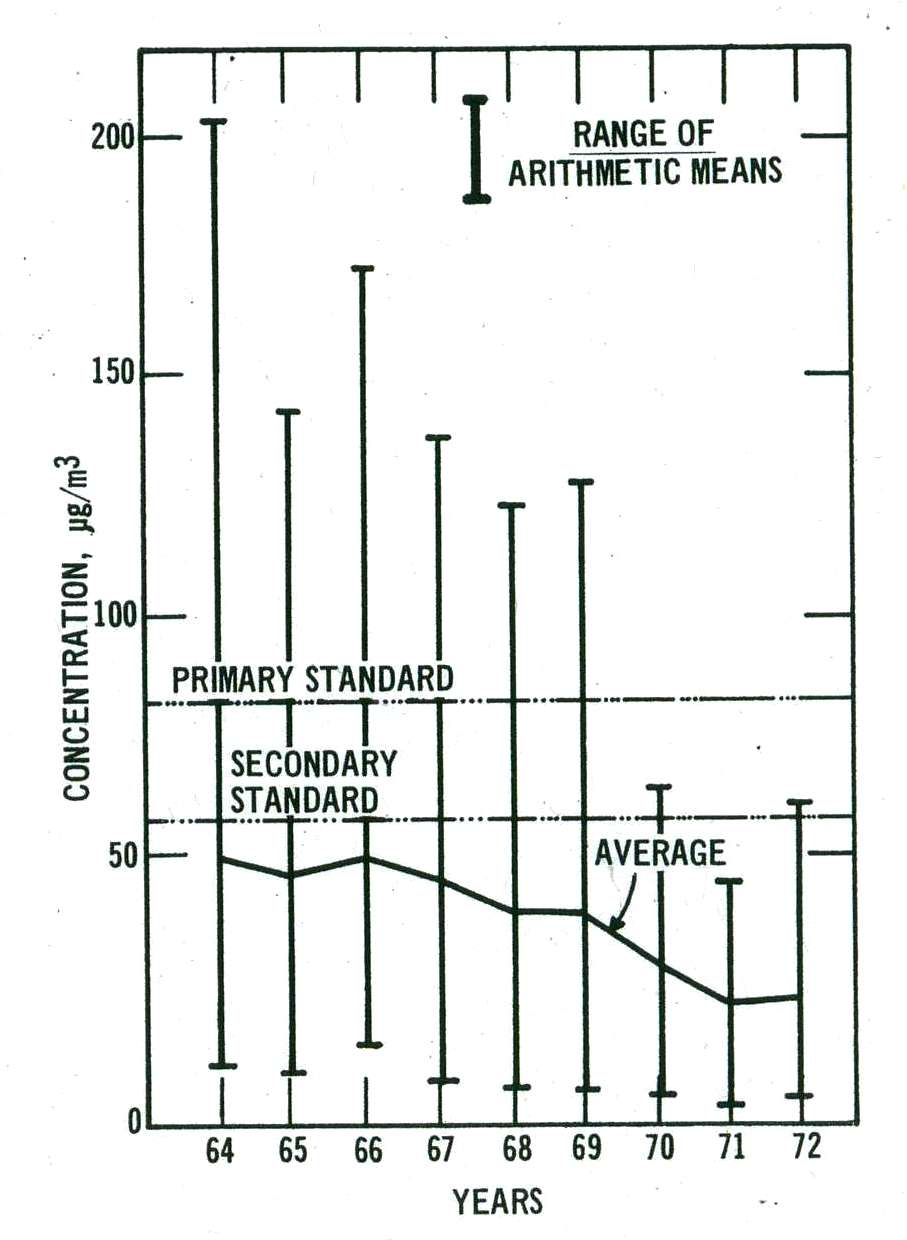 200
RANGE OF
ARITHMETIC MEANS
150
CONCENTRATION, µg/m3
100
PRIMARY STANDARD
SECONDARY
STANDARD
50
AVERAGE
0
64 65 66 67 68 69 70 71 72
YEARS